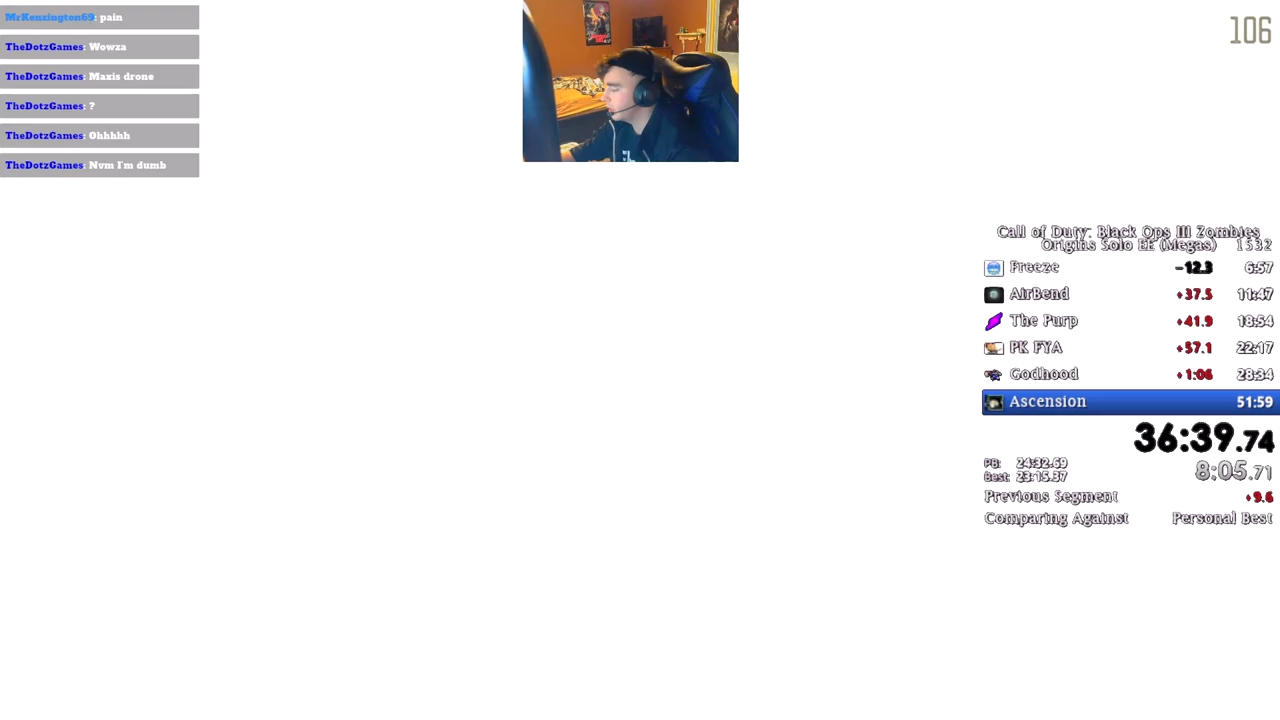 MrKenzington69: pain
TheDotzGames: Wowza
TheDotzGames: Maxis drone
TheDotzGames: ?
TheDotzGames: Ohhhhh
TheDotzGames: Nvm I'm dumb
106
Call of Duty: Black Ops III Zombies
Origins Solo EE (Megas) 1532
Freeze -12.3 6:57
AirBend +37.5 11:47
The Purp +41.9 18:54
PK FYA +57.1 22:17
Godhood +1:06 28:34
Ascension 51:59
36:39.74
PB: 24:32.69
Best: 23:15.37
8:05.71
Previous Segment +9.6
Comparing Against Personal Best